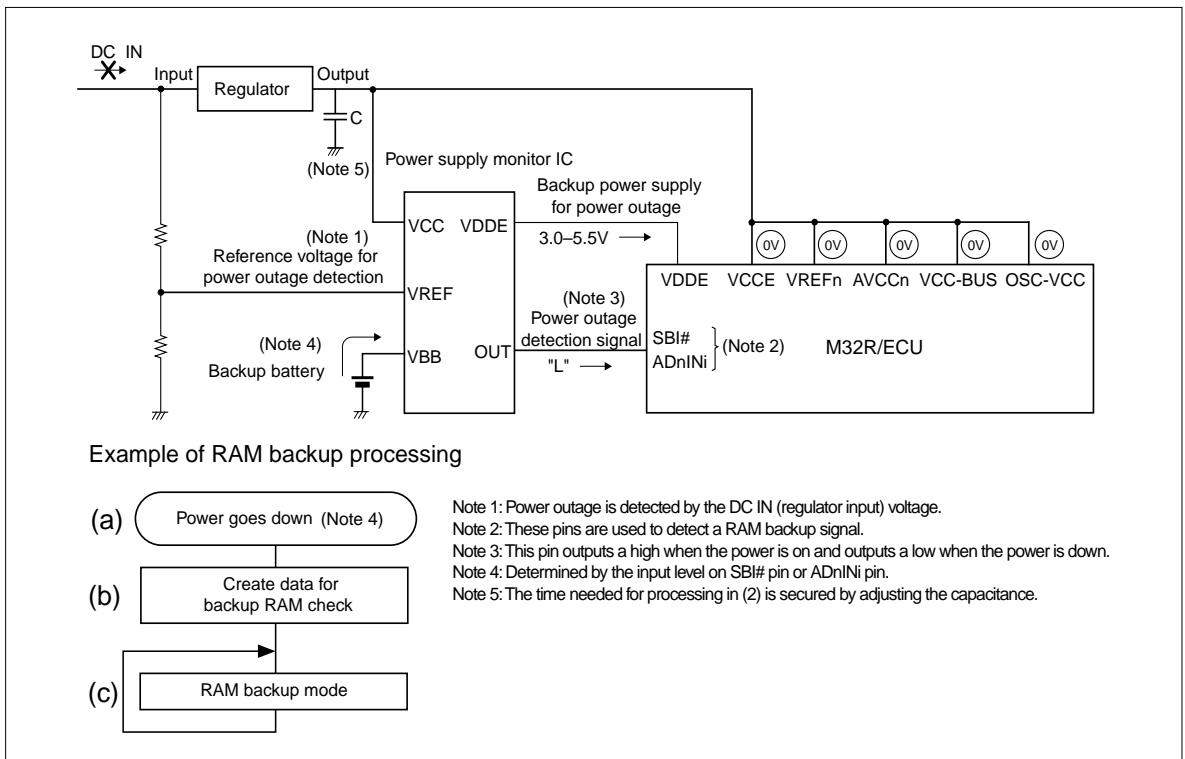 DC IN
Input
Regulator
Output
C
(Note 5)
Power supply monitor IC
Backup power supply
for power outage
3.0–5.5V
VCC
VDDE
(Note 1)
Reference voltage for
power outage detection
VREF
(Note 4)
Backup battery
VBB
OUT
(Note 3)
Power outage
detection signal
"L"
0V
0V
0V
0V
0V
VDDE
VCCE
VREFn
AVCCn
VCC-BUS
OSC-VCC
SBI#
ADnINi
(Note 2)
M32R/ECU
Example of RAM backup processing
(a)
Power goes down (Note 4)
(b)
Create data for
backup RAM check
(c)
RAM backup mode
Note 1: Power outage is detected by the DC IN (regulator input) voltage.
Note 2: These pins are used to detect a RAM backup signal.
Note 3: This pin outputs a high when the power is on and outputs a low when the power is down.
Note 4: Determined by the input level on SBI# pin or ADnINi pin.
Note 5: The time needed for processing in (2) is secured by adjusting the capacitance.